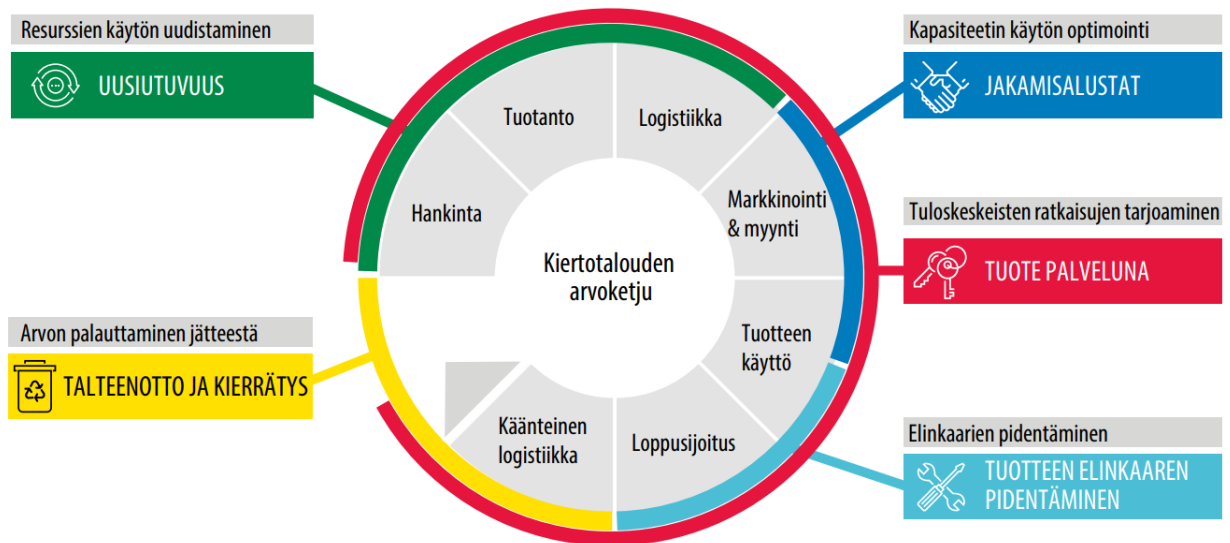 Resurssien käytön uudistaminen
UUSIUTUVUUS
Kapasiteetin käytön optimointi
JAKAMISALUSTAT
Tuotanto
Logistiikka
Hankinta
Markkinointi
& myynti
Kiertotalouden
arvoketju
Tuloskeskeisten ratkaisujen tarjoaminen
TUOTE PALVELUNA
Arvon palauttaminen jätteestä
TALTEENOTTO JA KIERRÄTYS
Tuotteen
käyttö
Käänteinen
logistiikka
Loppusijoitus
Elinkaarien pidentäminen
TUOTTEEN ELINKAAREN
PIDENTÄMINEN